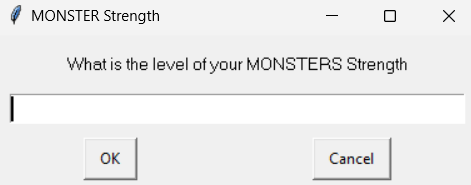 MONSTER Strength
What is the level of your MONSTERS Strength
OK
Cancel